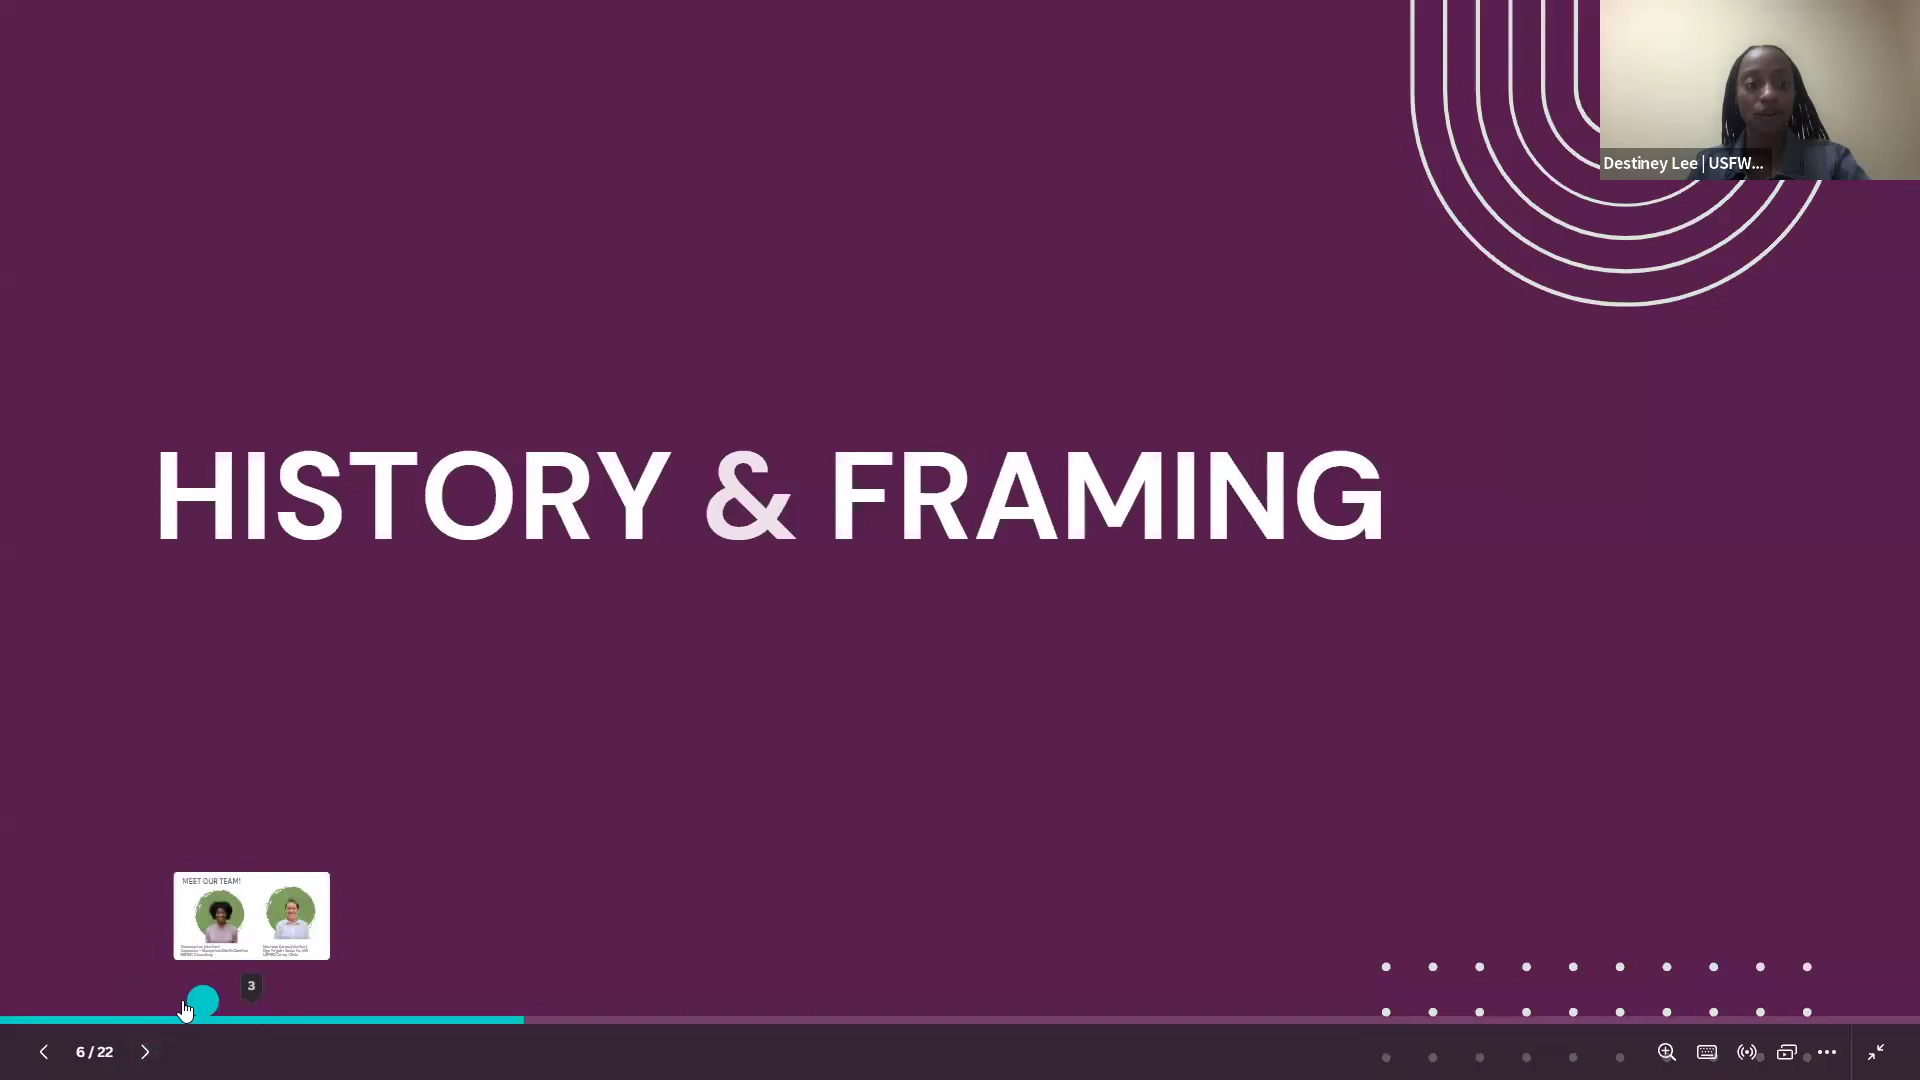 Destiney Lee | USFW...
HISTORY & FRAMING
MEET OUR TEAM!
3
6 / 22